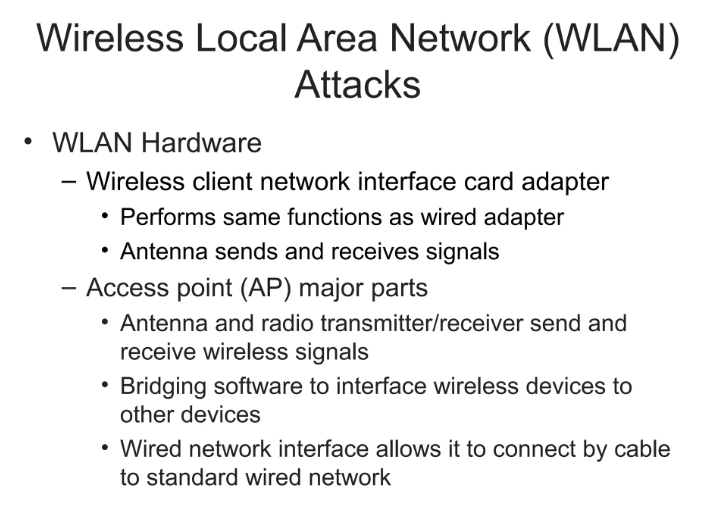 Wireless Local Area Network (WLAN)
Attacks
• WLAN Hardware
– Wireless client network interface card adapter
• Performs same functions as wired adapter
• Antenna sends and receives signals
– Access point (AP) major parts
• Antenna and radio transmitter/receiver send and
receive wireless signals
• Bridging software to interface wireless devices to
other devices
• Wired network interface allows it to connect by cable
to standard wired network